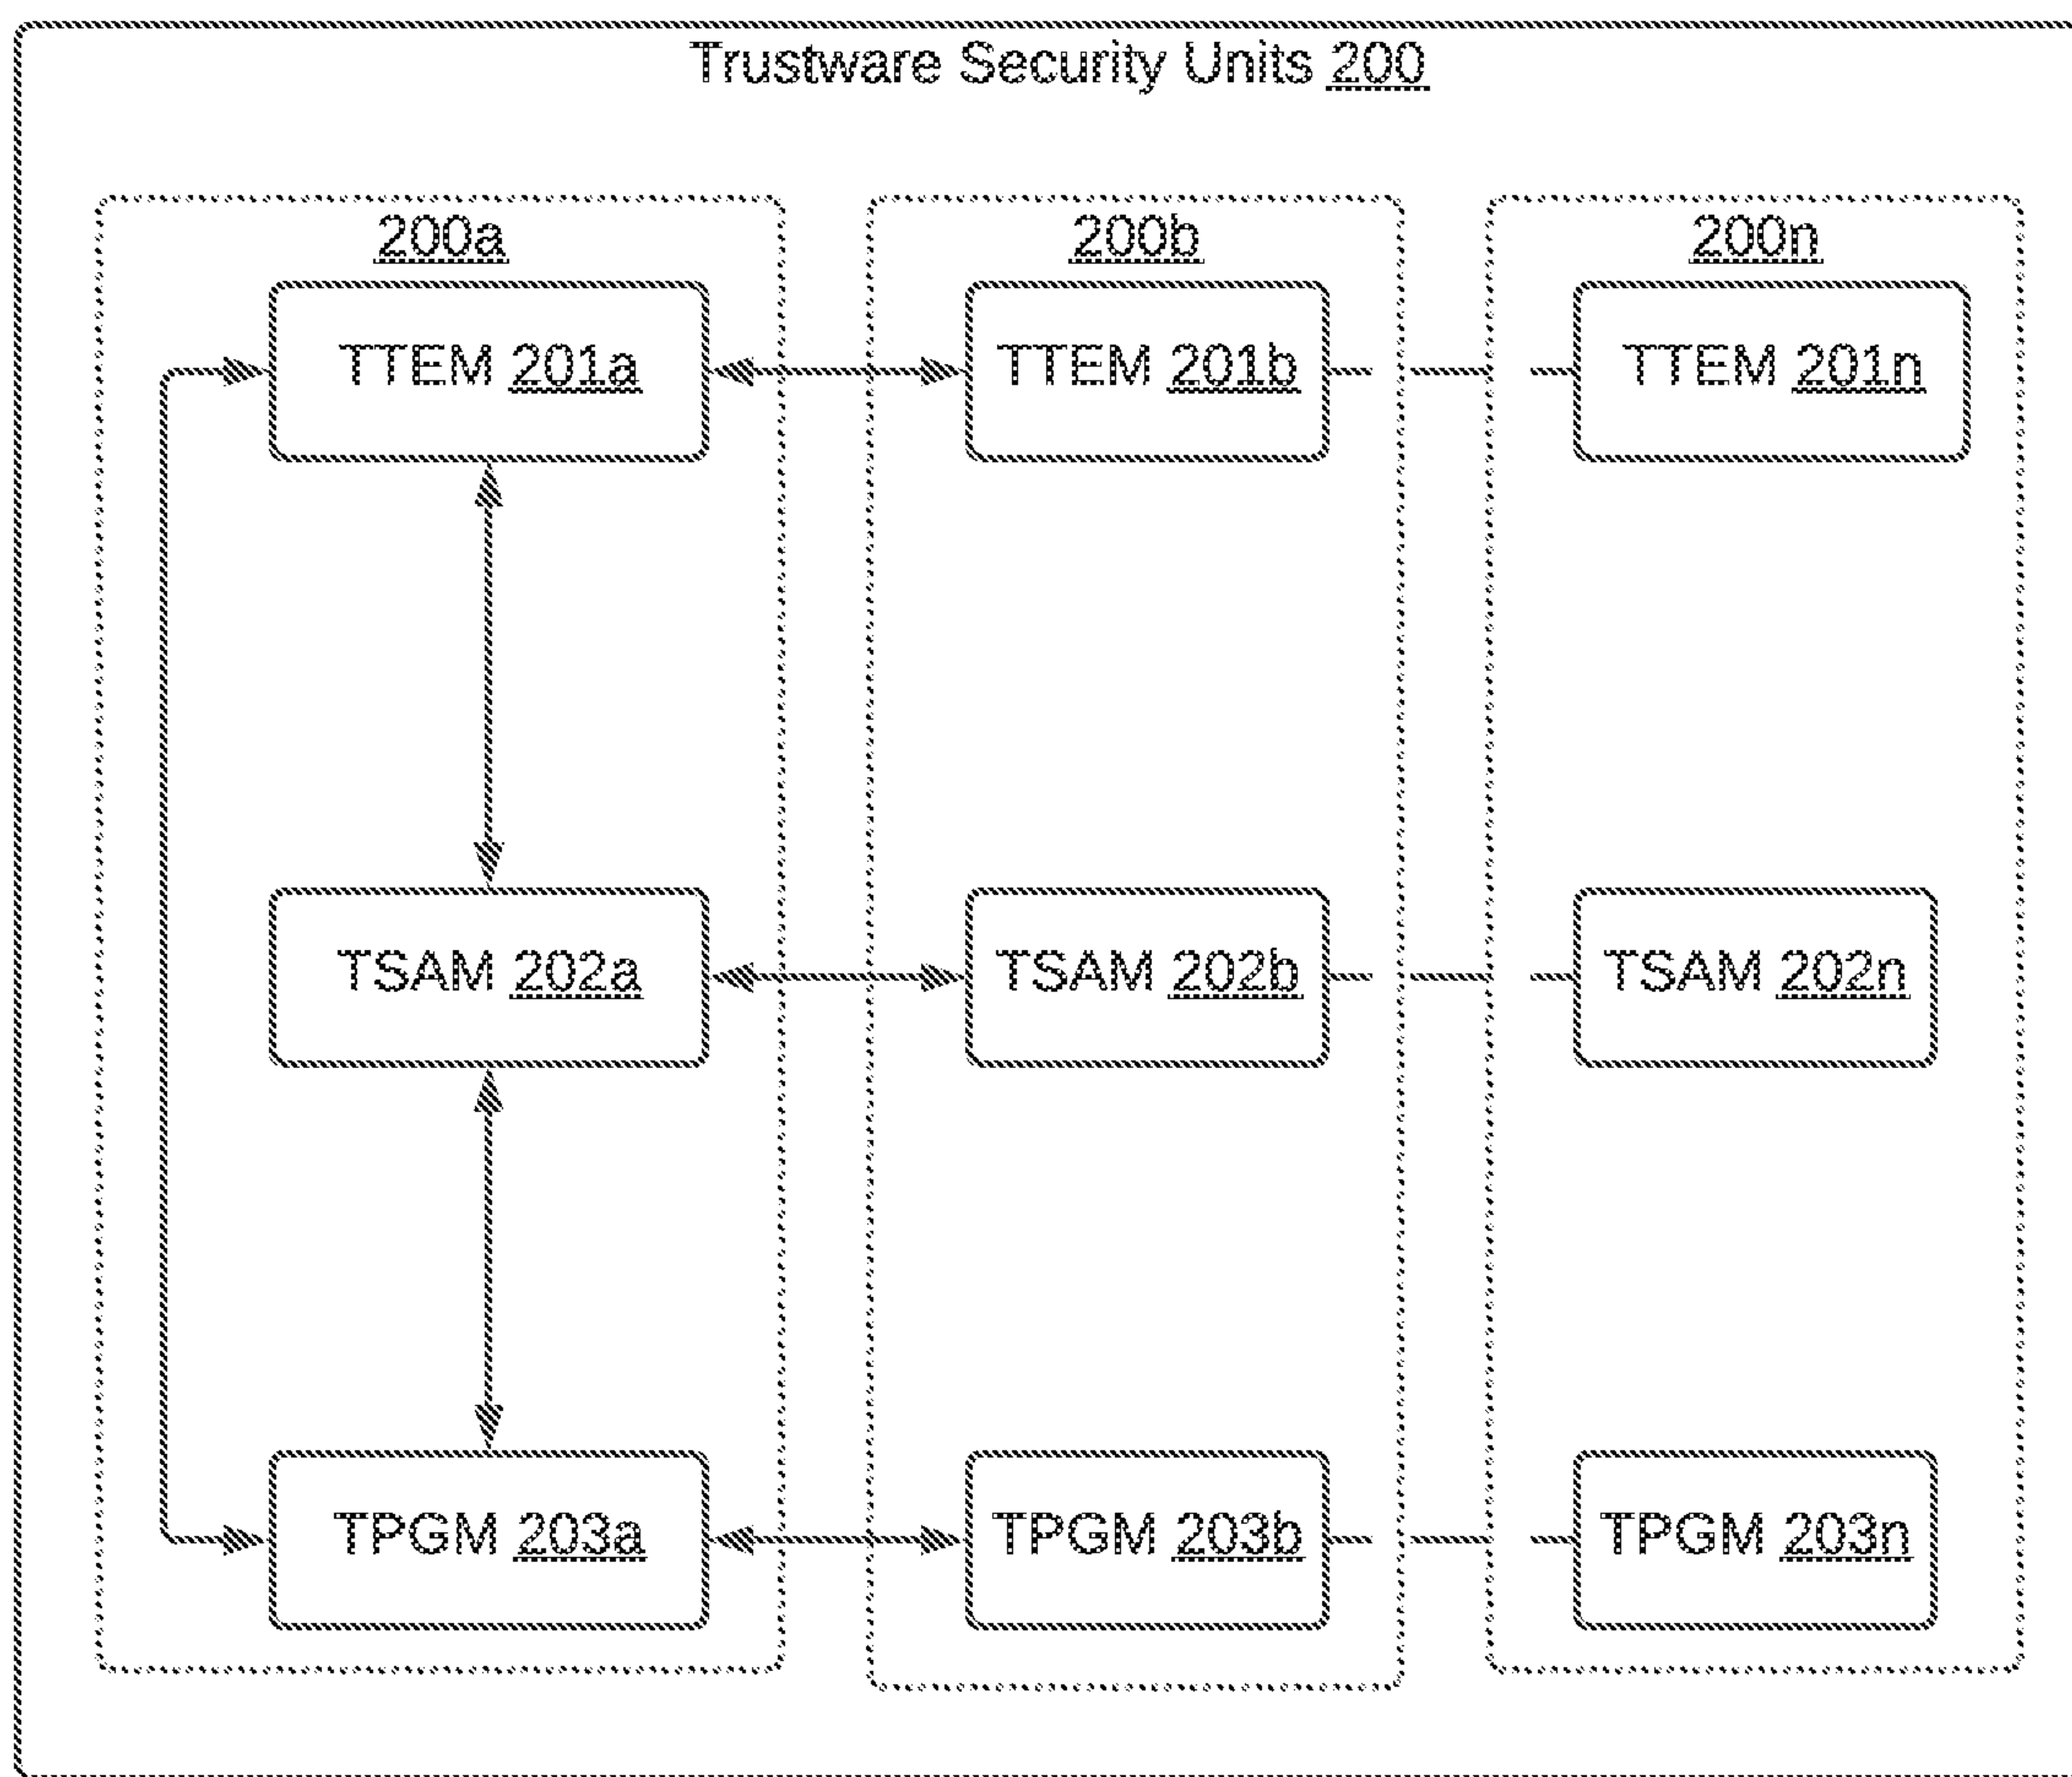 Trustware Security Units 200
200a
200b
200n
TTEM 201a
TTEM 201b
TTEM 201n
TSAM 202a
TSAM 202b
TSAM 202n
TPGM 203a
TPGM 203b
TPGM 203n